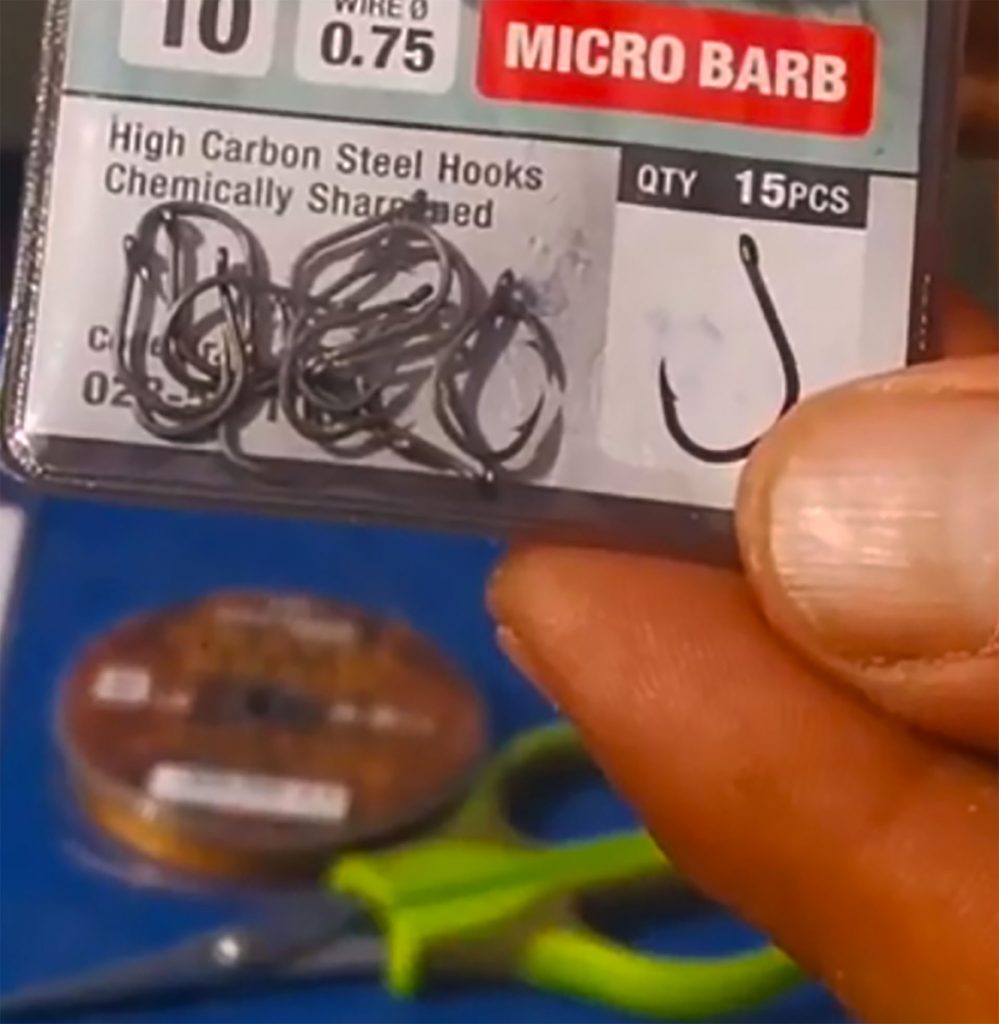 10
WIRE Ø
0.75
MICRO BARB
High Carbon Steel Hooks
Chemically Sharpened
QTY 15PCS